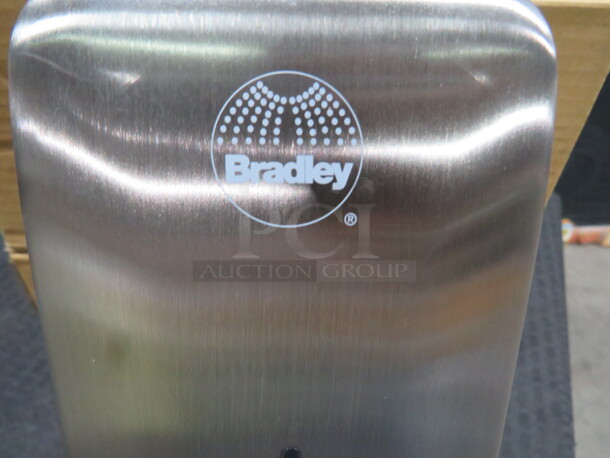 Bradley
®
PCI
AUCTION GROUP